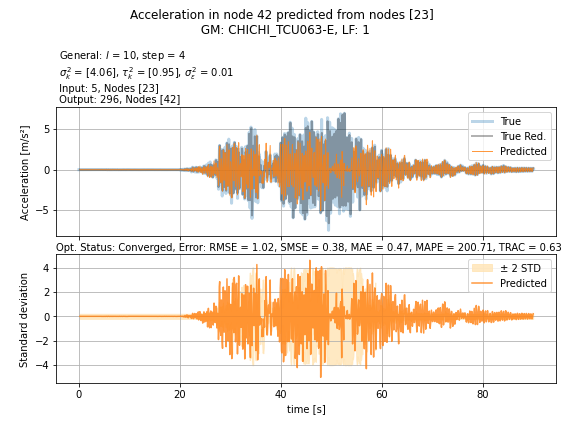 Acceleration in node 42 predicted from nodes [23]
GM: CHICHI_TCU063-E, LF: 1
General: l = 10, step = 4
σ²ₖ = [4.06], τ²ₖ = [0.95], σ²ε = 0.01
Input: 5, Nodes [23]
Output: 296, Nodes [42]
Acceleration [m/s²]
5
0
−5
True
True Red.
Predicted
Opt. Status: Converged, Error: RMSE = 1.02, SMSE = 0.38, MAE = 0.47, MAPE = 200.71, TRAC = 0.63
Standard deviation
4
2
0
−2
−4
± 2 STD
Predicted
0 20 40 60 80
time [s]